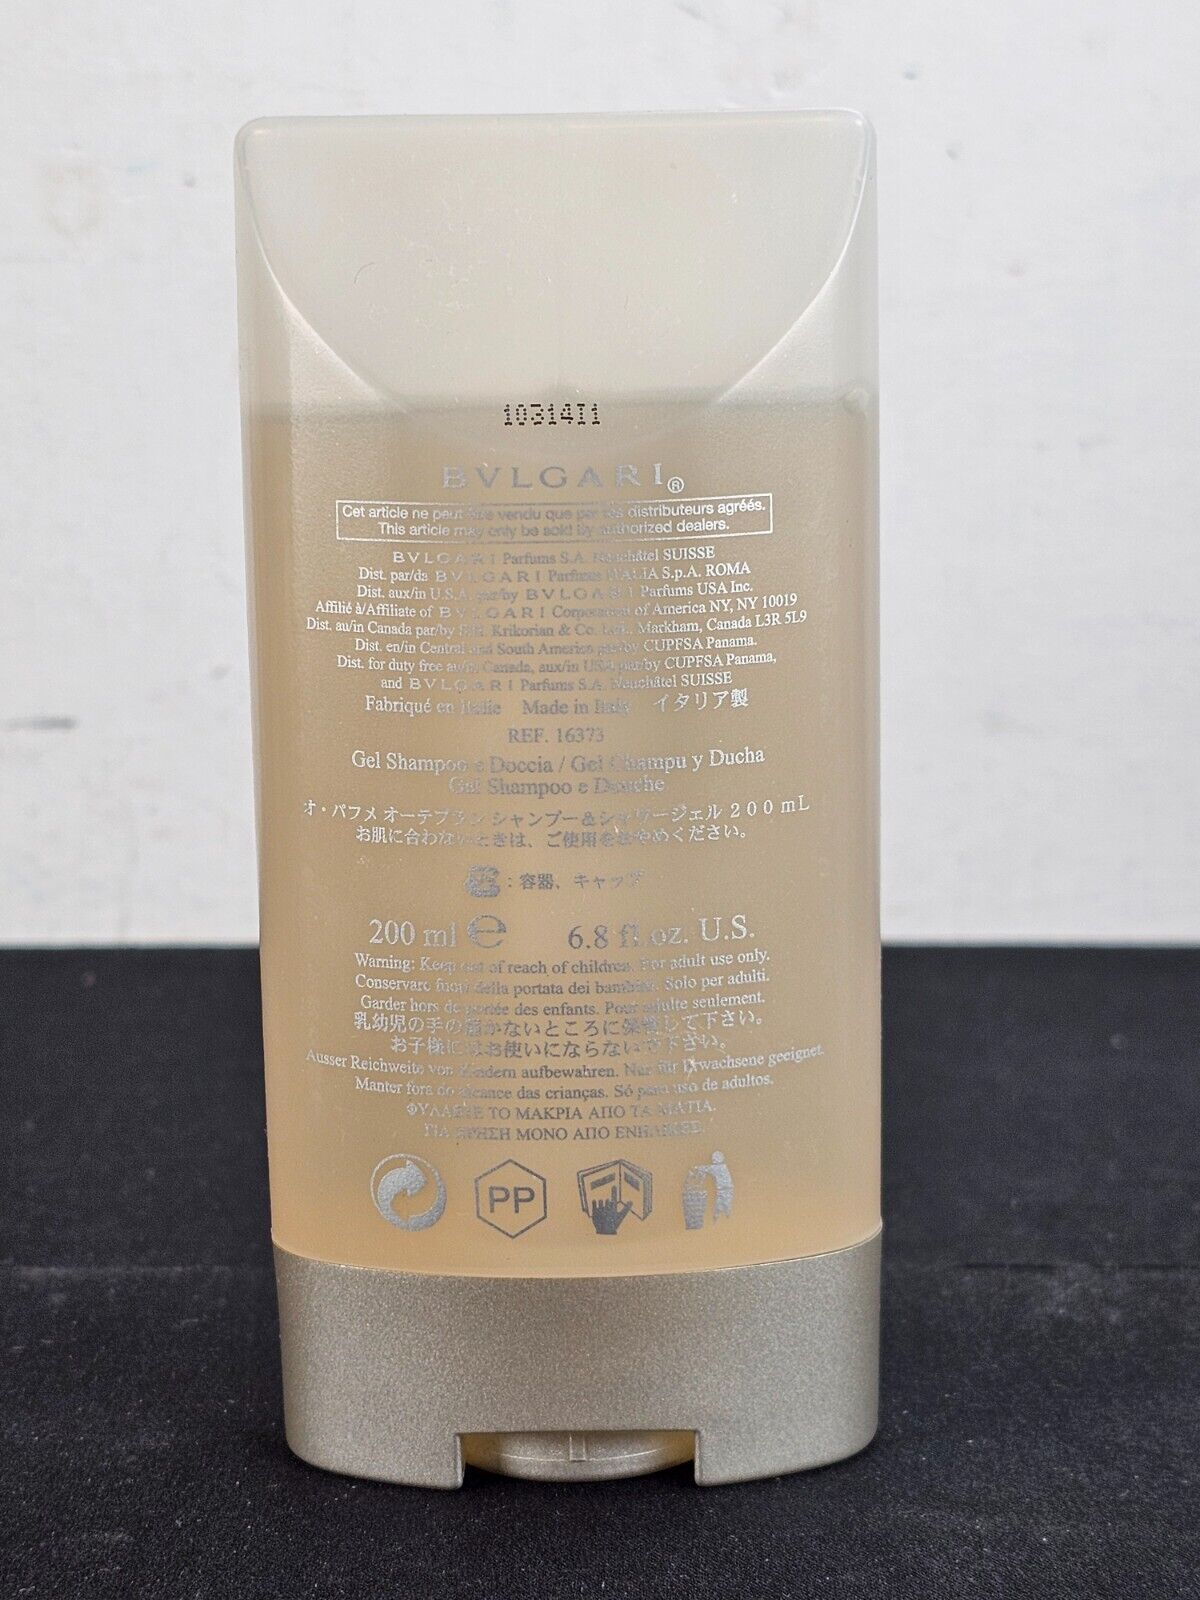 10314I1
BVLGARI®
Cet article ne peut être vendu que par les distributeurs agréés.
This article may only be sold by authorized dealers.
BVLGARI Parfums S.A. Neuchâtel SUISSE
Dist. par/da BVLGARI Parfums ITALIA S.p.A. ROMA
Dist. aux/in U.S.A. par/by BVLGARI Parfums USA Inc.
Affilié à/Affiliate of BVLGARI Corporation of America NY, NY 10019
Dist. au/in Canada par/by Krikorian & Co. Ltd., Markham, Canada L3R 5L9
Dist. en/in Central and South America par/by CUPFSA Panama.
Dist. for duty free au/in Canada, aux/in USA par/by CUPFSA Panama,
and BVLGARI Parfums S.A. Neuchâtel SUISSE
Fabriqué en Italie Made in Italy イタリア製
REF. 16373
Gel Shampoo e Doccia / Gel Champu y Ducha
Gel Shampoo e Douche
オ・パフメ オーテブラン シャンプー&シャワージェル 200mL
お肌に合わないときは、ご使用をおやめください。
プラ:容器、キャップ
200 ml ℮ 6.8 fl. oz. U.S.
Warning: Keep out of reach of children. For adult use only.
Conservare fuori della portata dei bambini. Solo per adulti.
Garder hors de portée des enfants. Pour adulte seulement.
乳幼児の手の届かないところに保管して下さい。
お子様にはお使いにならないで下さい。
Ausser Reichweite von Kindern aufbewahren. Nur für Erwachsene geeignet.
Manter fora do alcance das crianças. Só para uso de adultos.
ΦΥΛΑΞΤΕ ΤΟ ΜΑΚΡΙΑ ΑΠΟ ΤΑ ΜΑΤΙΑ.
ΓΙΑ ΧΡΗΣΗ ΜΟΝΟ ΑΠΟ ΕΝΗΛΙΚΕΣ.
PP